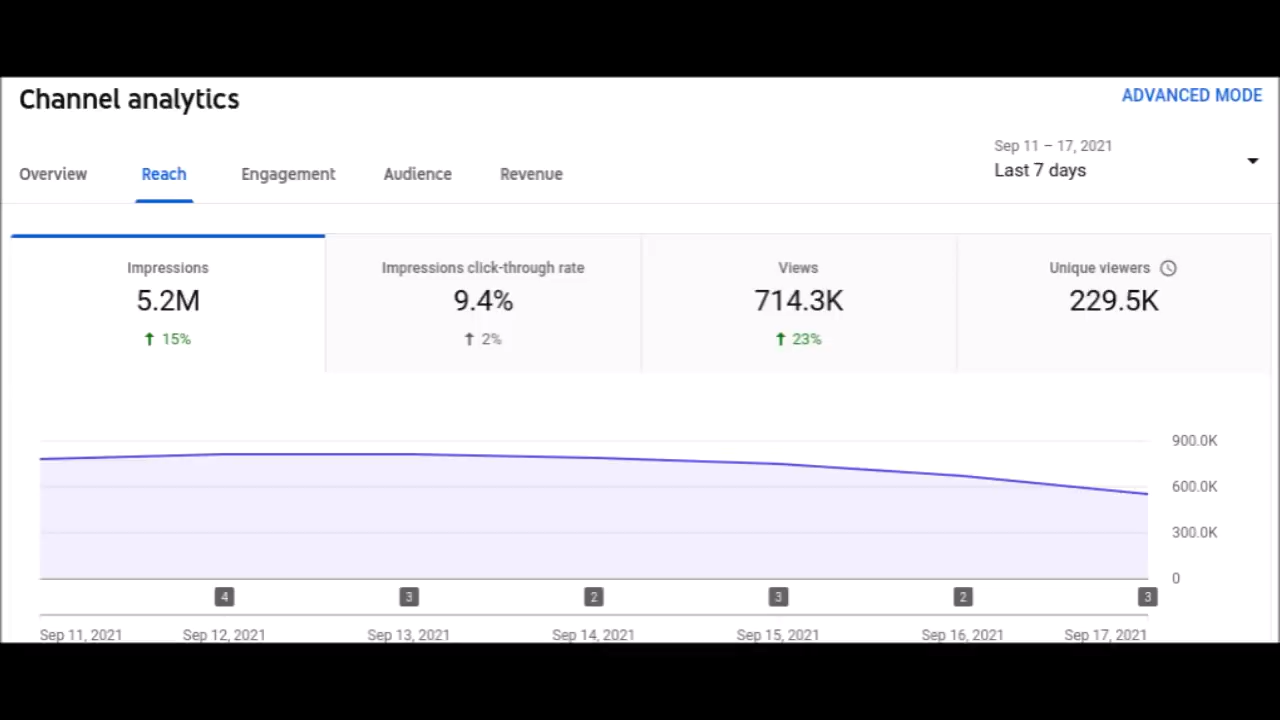 Channel analytics
ADVANCED MODE
Sep 11 – 17, 2021
Last 7 days
Overview Reach Engagement Audience Revenue
Impressions Impressions click-through rate Views Unique viewers
5.2M 9.4% 714.3K 229.5K
15% 2% 23%
900.0K
600.0K
300.0K
0
4 3 2 3 2 3
Sep 11, 2021 Sep 12, 2021 Sep 13, 2021 Sep 14, 2021 Sep 15, 2021 Sep 16, 2021 Sep 17, 2021